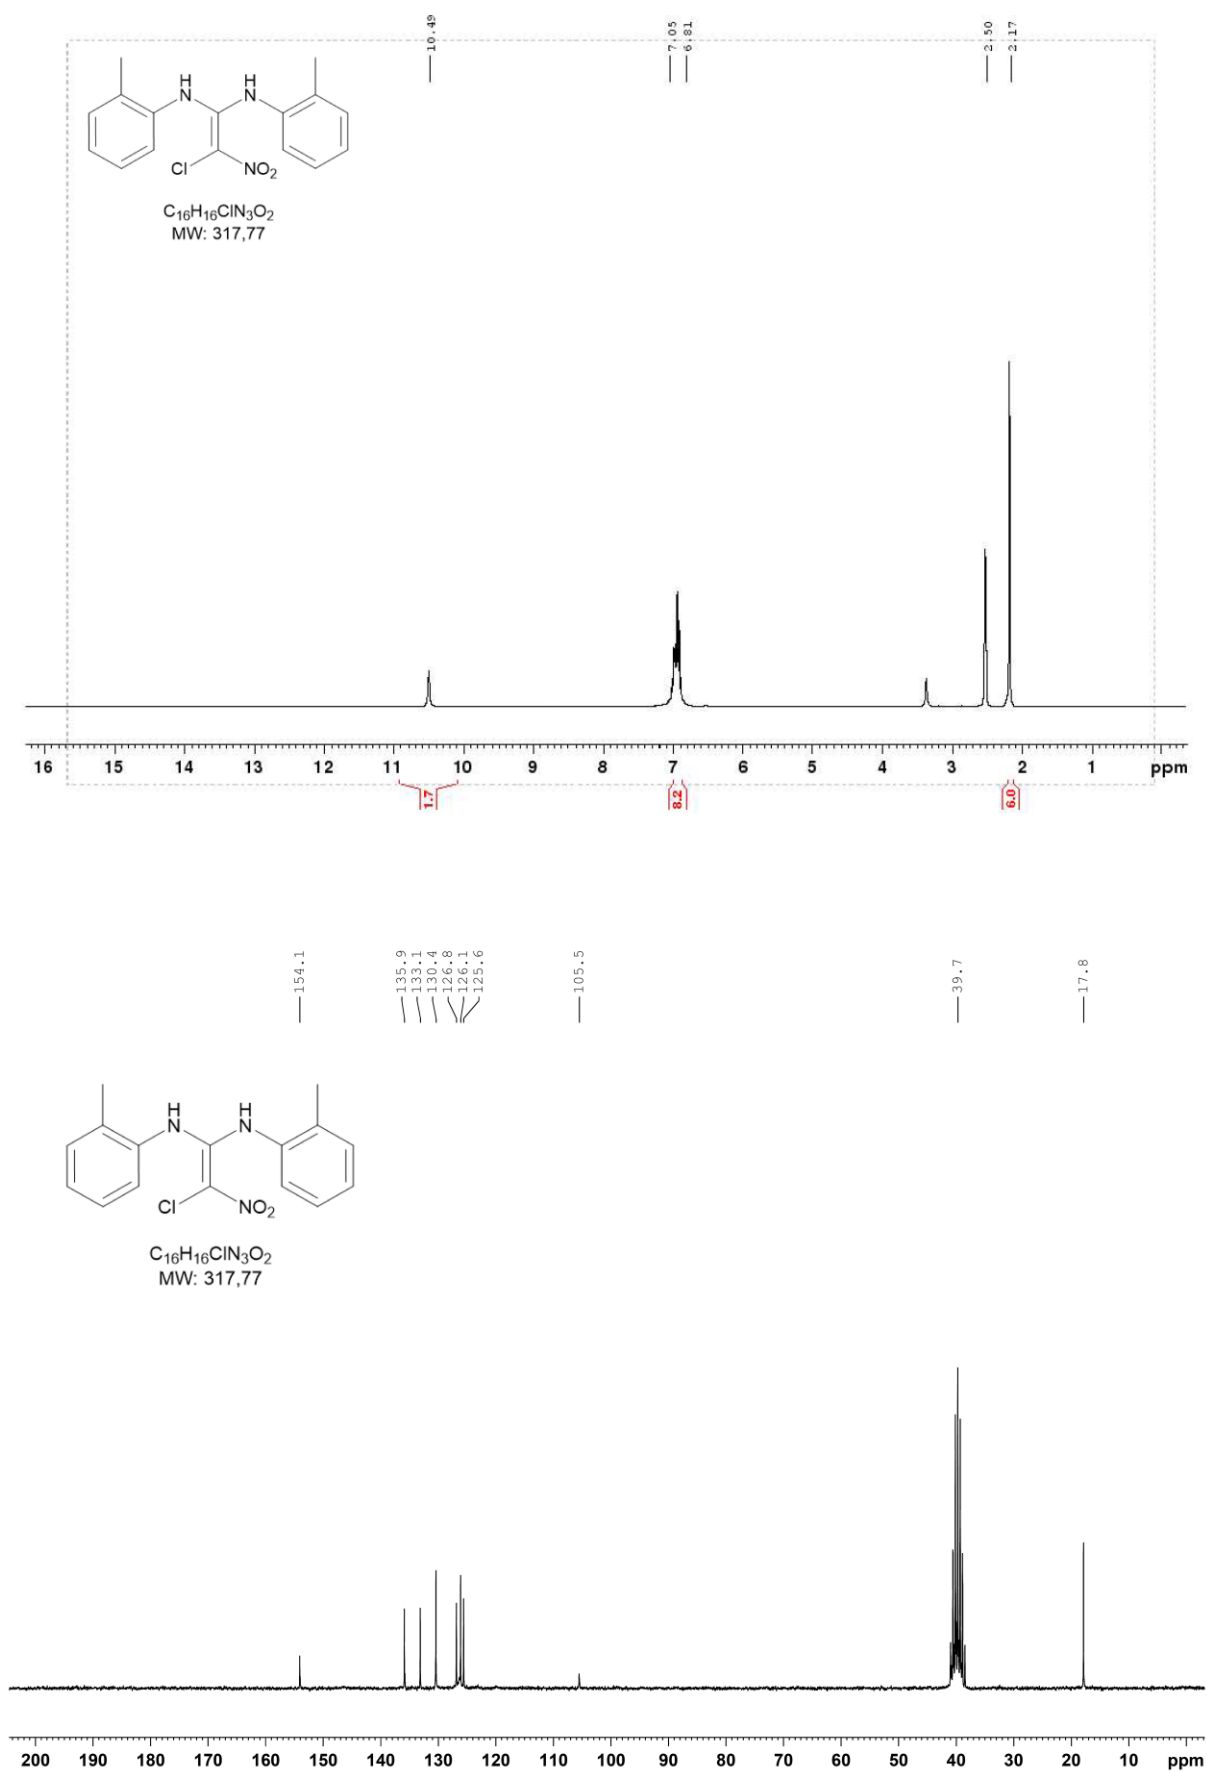 10.49
7.05
6.81
2.50
2.17
H
N
H
N
Cl
NO2
C16H16ClN3O2
MW: 317,77
16 15 14 13 12 11 10 9 8 7 6 5 4 3 2 1 ppm
1.7
8.2
6.0
154.1
135.9
133.1
130.4
126.8
126.1
125.6
105.5
39.7
17.8
H
N
H
N
Cl
NO2
C16H16ClN3O2
MW: 317,77
200 190 180 170 160 150 140 130 120 110 100 90 80 70 60 50 40 30 20 10 ppm